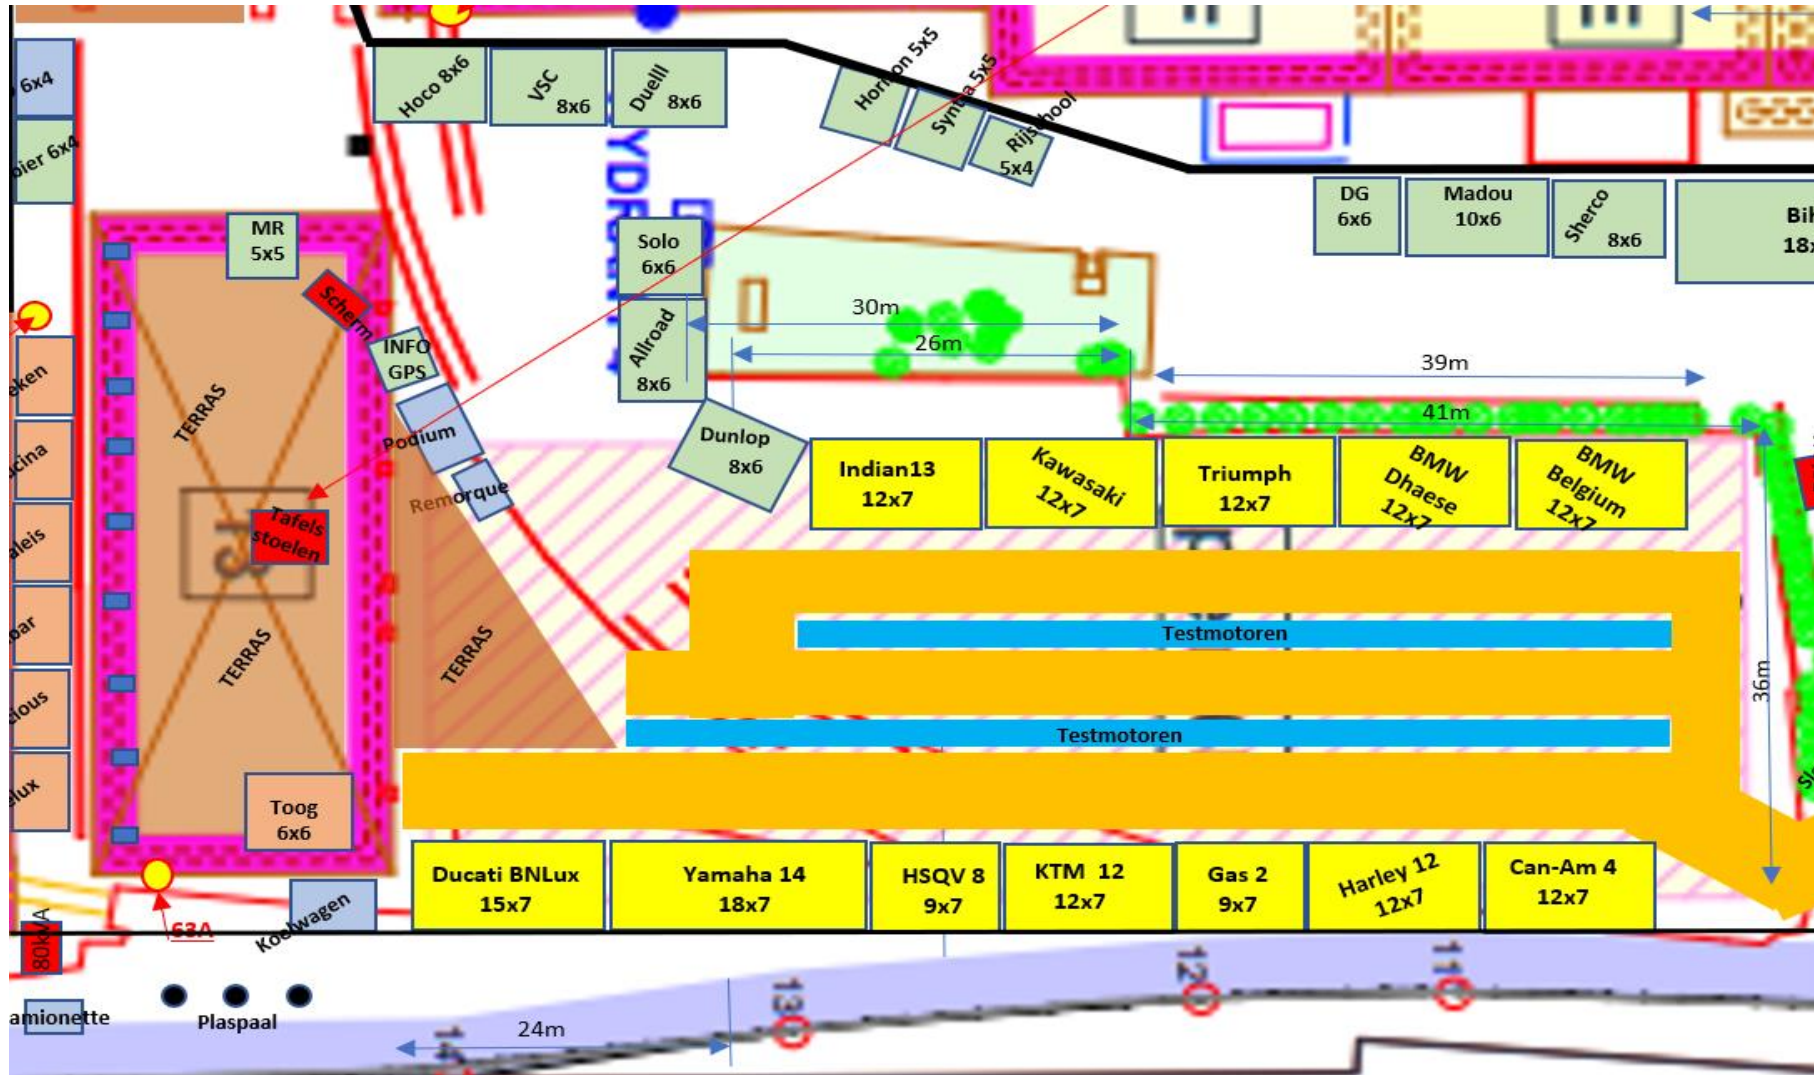 Hoco 8x6
VSC
8x6
Duelll
8x6
Horizon 5x5
5x5
Rijschool
5x4
6x4
6x4
MR
5x5
Scherm
INFO
GPS
Podium
Remorque
Solo
6x6
Allroad
8x6
Dunlop
8x6
30m
26m
39m
41m
36m
DG
6x6
Madou
10x6
Sherco
8x6
TERRAS
TERRAS
TERRAS
Tafels
stoelen
Toog
6x6
Indian13
12x7
Kawasaki
12x7
Triumph
12x7
BMW
Dhaese
12x7
BMW
Belgium
12x7
Testmotoren
Testmotoren
Ducati BNLux
15x7
Yamaha 14
18x7
HSQV 8
9x7
KTM 12
12x7
Gas 2
9x7
Harley 12
12x7
Can-Am 4
12x7
Koelwagen
63A
80kVA
amionette
Plaspaal
24m
14
13
12
11